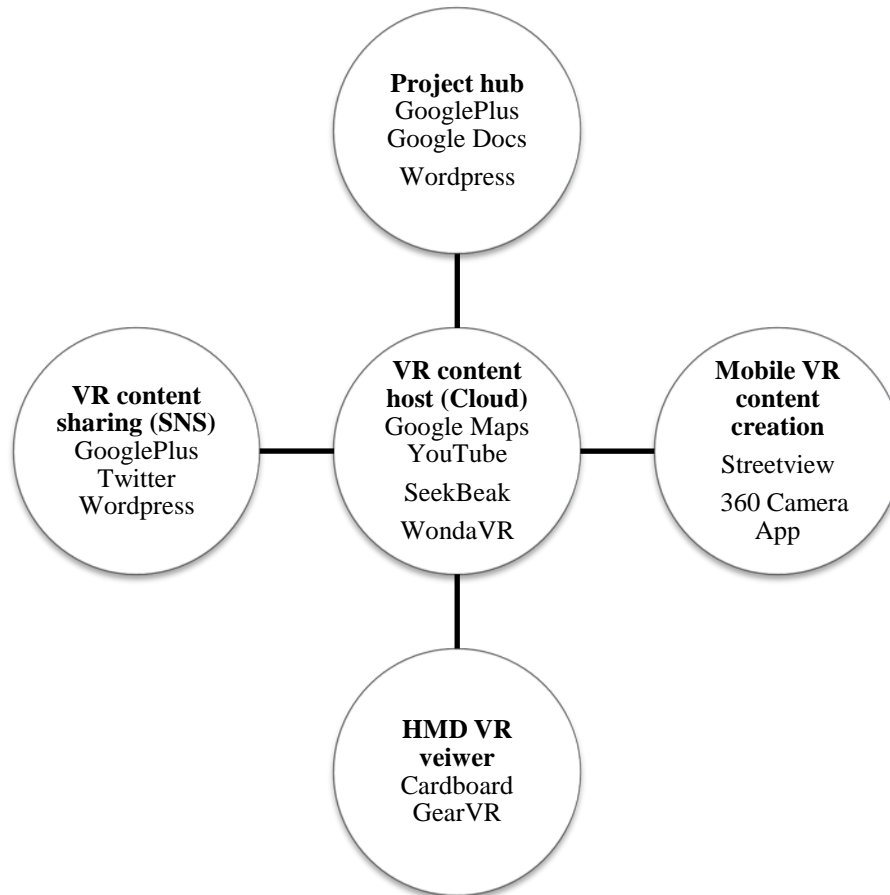 Project hub
GooglePlus
Google Docs
Wordpress
VR content
sharing (SNS)
GooglePlus
Twitter
Wordpress
VR content
host (Cloud)
Google Maps
YouTube
SeekBeak
WondaVR
Mobile VR
content
creation
Streetview
360 Camera
App
HMD VR
veiwer
Cardboard
GearVR